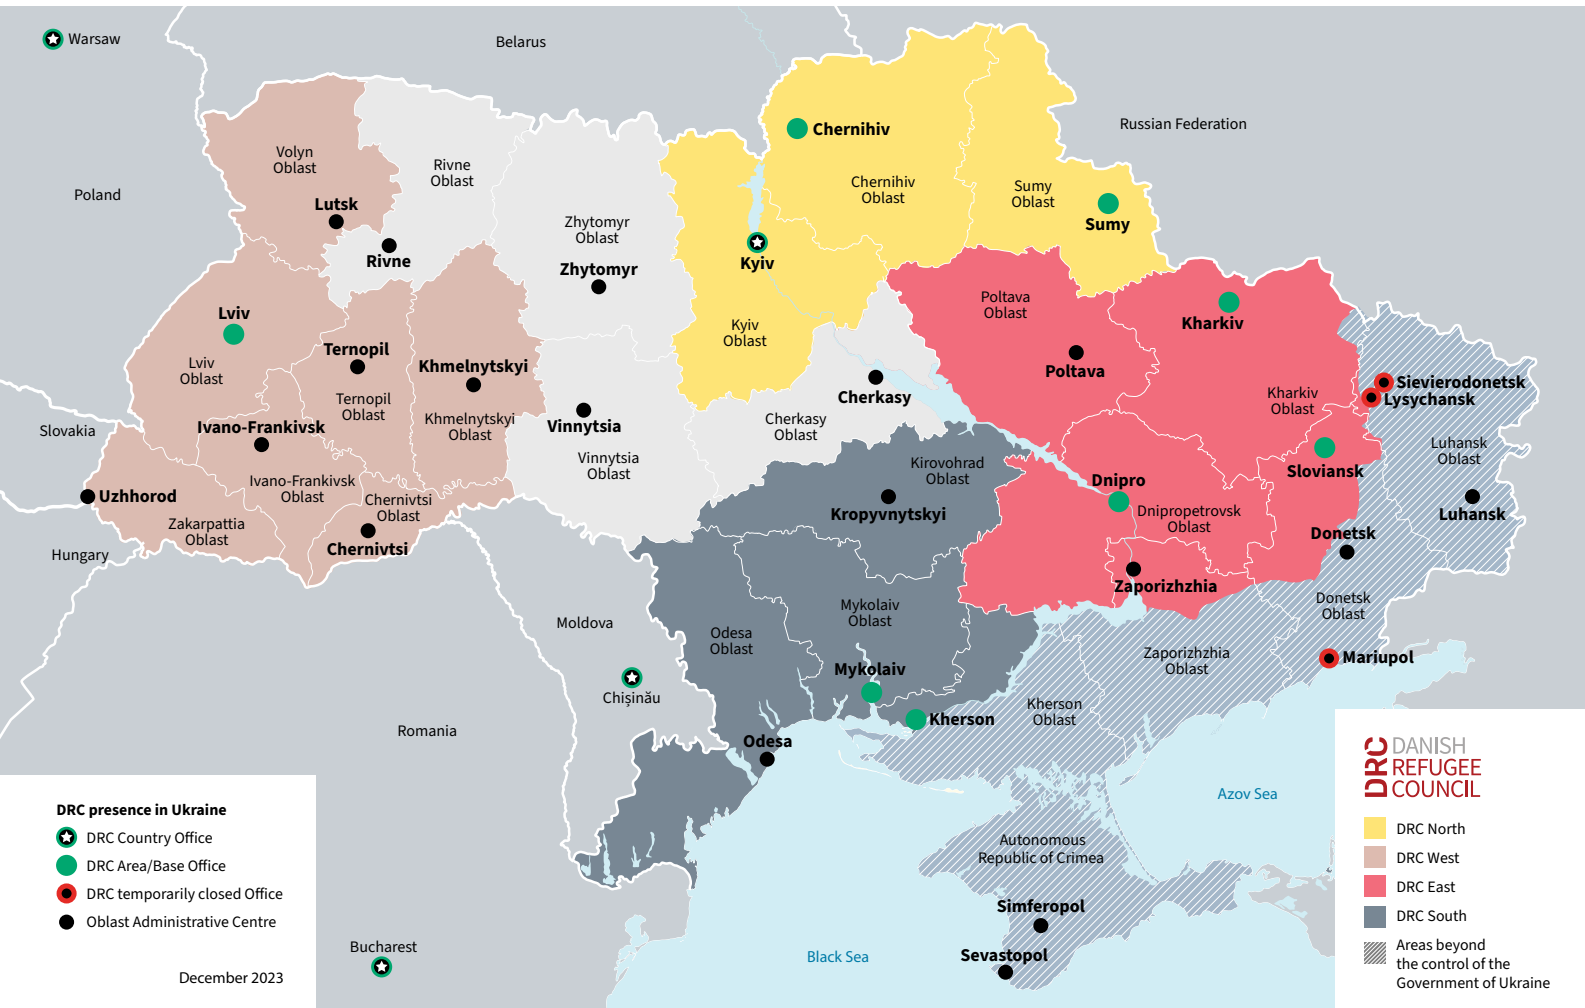 Warsaw
Belarus
Russian Federation
Poland
Chernihiv
Volyn
Oblast
Rivne
Oblast
Chernihiv
Oblast
Sumy
Oblast
Lutsk
Zhytomyr
Oblast
Sumy
Rivne
Zhytomyr
Kyiv
Poltava
Oblast
Lviv
Kharkiv
Kyiv
Oblast
Ternopil
Lviv
Oblast
Khmelnytskyi
Poltava
Sievierodonetsk
Lysychansk
Cherkasy
Kharkiv
Oblast
Ternopil
Oblast
Khmelnytskyi
Oblast
Cherkasy
Oblast
Slovakia
Ivano-Frankivsk
Vinnytsia
Luhansk
Oblast
Vinnytsia
Oblast
Kirovohrad
Oblast
Sloviansk
Ivano-Frankivsk
Oblast
Dnipro
Uzhhorod
Chernivtsi
Oblast
Kropyvnytskyi
Dnipropetrovsk
Oblast
Luhansk
Zakarpattia
Oblast
Donetsk
Hungary
Chernivtsi
Zaporizhzhia
Donetsk
Oblast
Moldova
Mykolaiv
Oblast
Odesa
Oblast
Zaporizhzhia
Oblast
Mariupol
Mykolaiv
Chișinău
Kherson
Oblast
Kherson
Romania
Odesa
Azov Sea
Autonomous
Republic of Crimea
Simferopol
Sevastopol
Black Sea
Bucharest
DRC presence in Ukraine
DRC Country Office
DRC Area/Base Office
DRC temporarily closed Office
Oblast Administrative Centre
December 2023
DRC
DANISH
REFUGEE
COUNCIL
DRC North
DRC West
DRC East
DRC South
Areas beyond
the control of the
Government of Ukraine